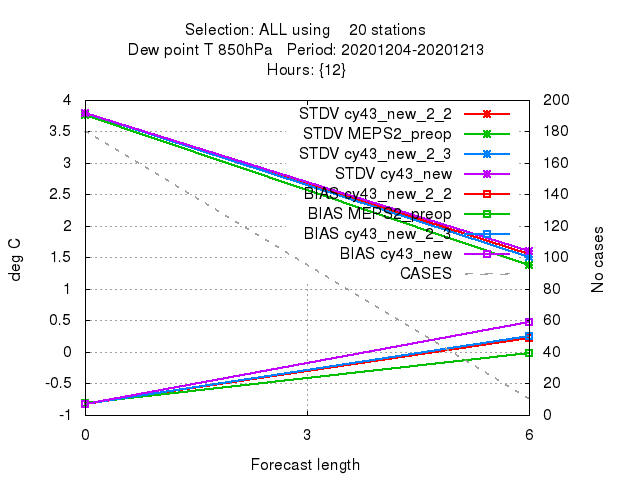 Selection: ALL using 20 stations
Dew point T 850hPa Period: 20201204-20201213
Hours: {12}
4 200
3.5 180
3 160
2.5 140
2 120
1.5 100
1 80
0.5 60
0 40
-0.5 20
-1 0
STDV cy43_new_2_2
STDV MEPS2_preop
STDV cy43_new_2_3
STDV cy43_new
BIAS cy43_new_2_2
BIAS MEPS2_preop
BIAS cy43_new_2_3
BIAS cy43_new
CASES
deg C
No cases
0 3 6
Forecast length